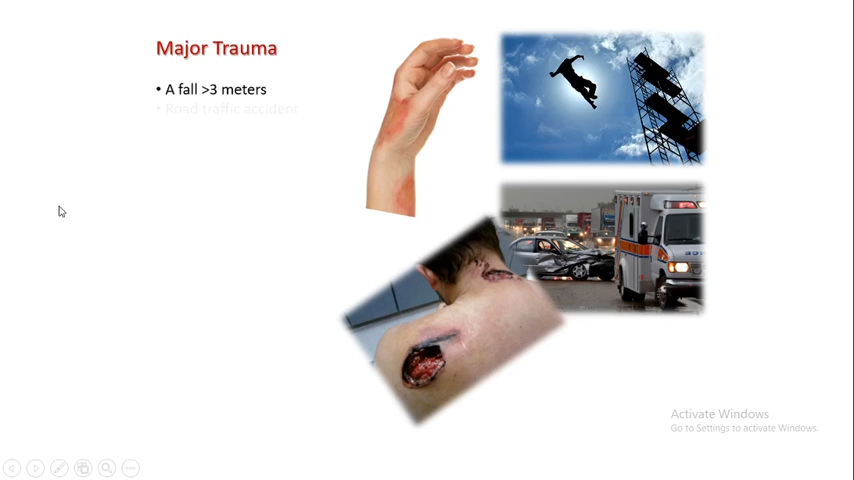 Major Trauma
• A fall >3 meters
• Road traffic accident
Activate Windows
Go to Settings to activate Windows.